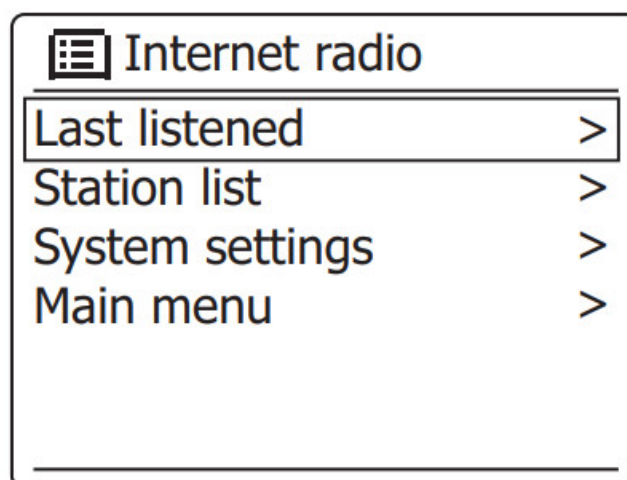 Internet radio
Last listened >
Station list >
System settings >
Main menu >